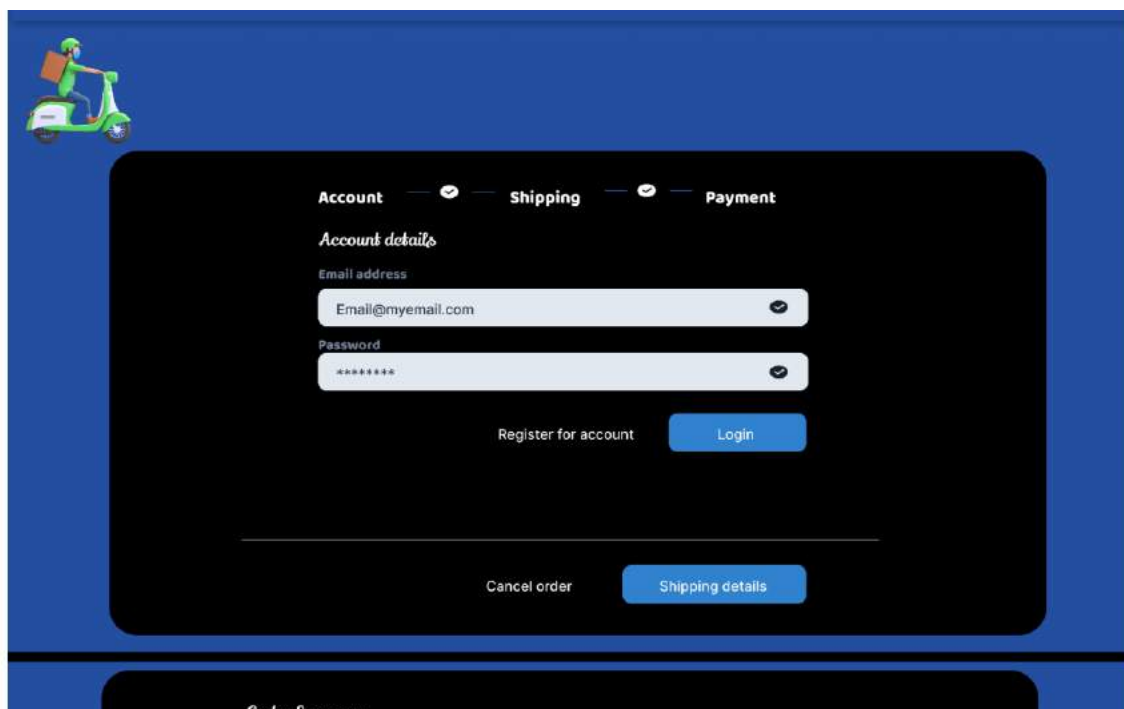 Account Shipping Payment
Account details
Email address
Email@myemail.com
Password
********
Register for account Login
Cancel order Shipping details